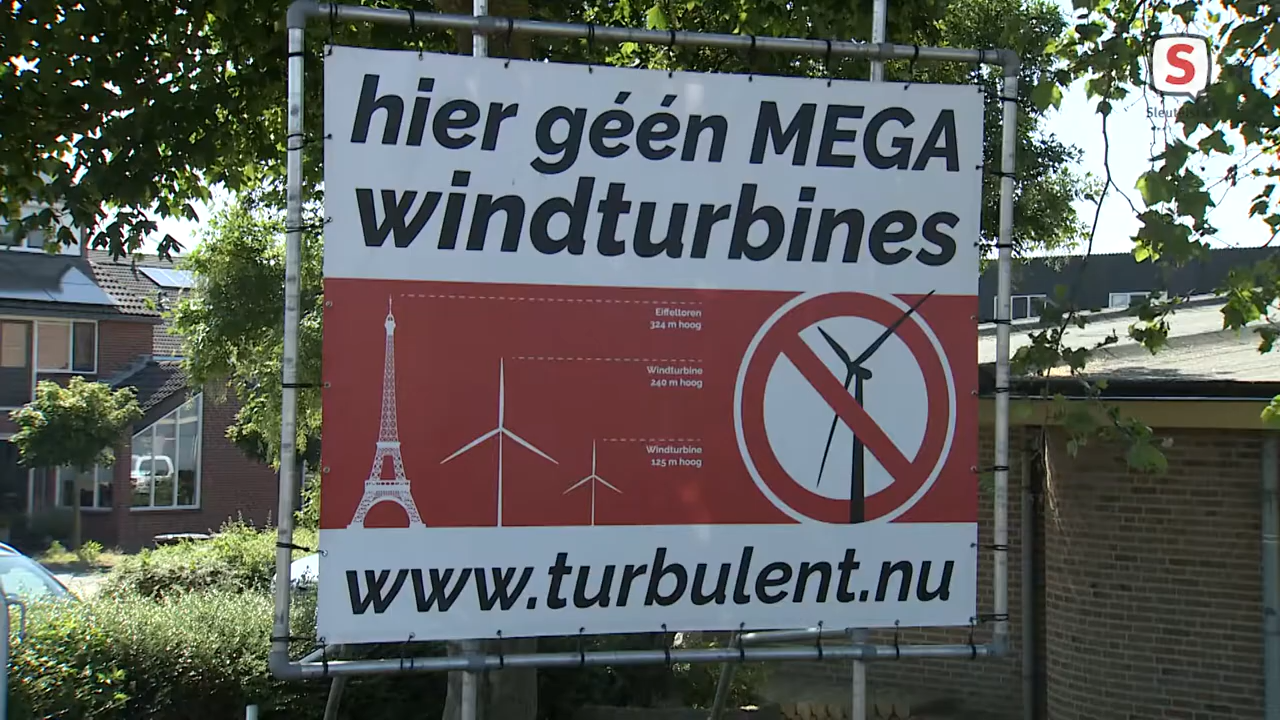 hier géén MEGA
windturbines
Eiffeltoren
324 m hoog
Windturbine
240 m hoog
Windturbine
125 m hoog
www.turbulent.nu
S